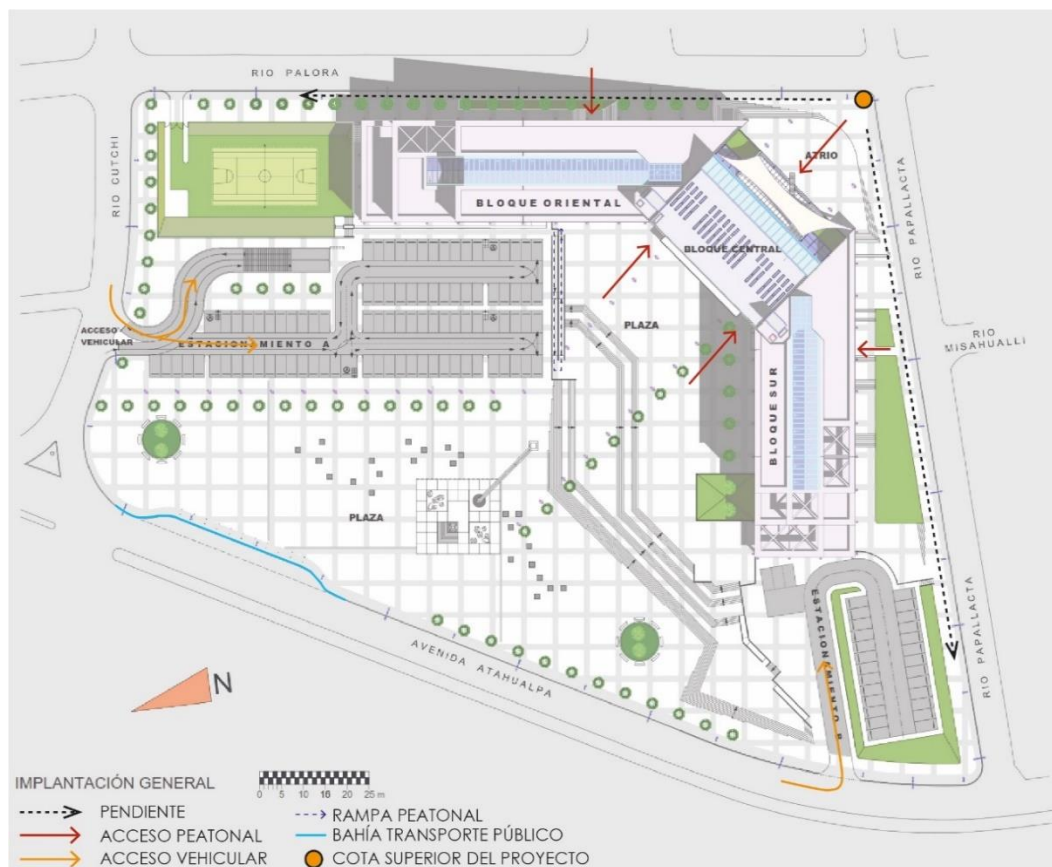 RIO PALORA
RIO CUTCHI
ATRIO
RIO PAPALLACTA
BLOQUE ORIENTAL
BLOQUE CENTRAL
RIO
MISAHUALLI
PLAZA
ACCESO
VEHICULAR
ESTACIONAMIENTO A
BLOQUE SUR
PLAZA
ESTACIONEMIENTO B
RIO PAPALLACTA
AVENIDA ATAHUALPA
N
IMPLANTACIÓN GENERAL
0 5 10 15 20 25 m
PENDIENTE
RAMPA PEATONAL
ACCESO PEATONAL
BAHÍA TRANSPORTE PÚBLICO
ACCESO VEHICULAR
COTA SUPERIOR DEL PROYECTO